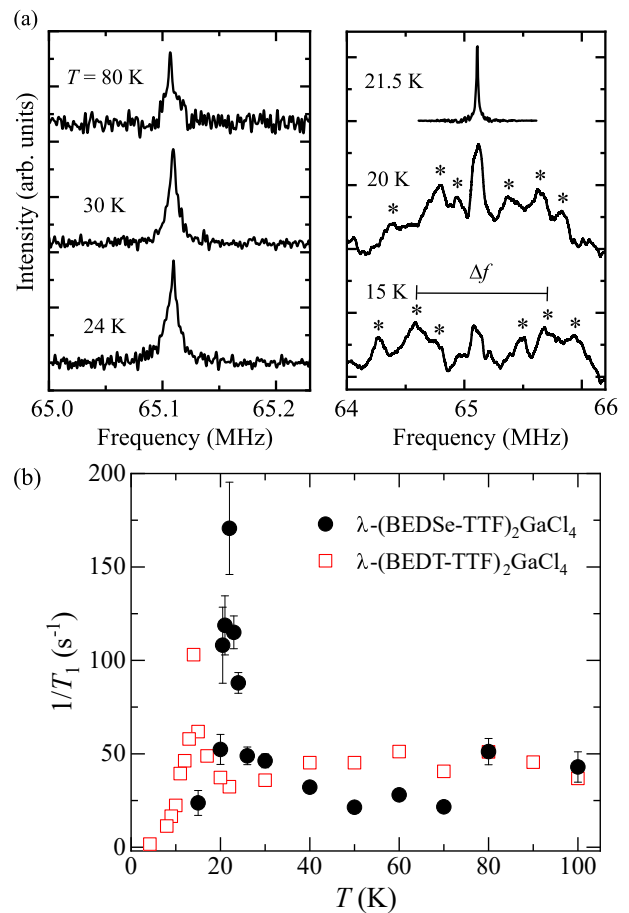 (a)
Intensity (arb. units)
T = 80 K
30 K
24 K
65.0 65.1 65.2
Frequency (MHz)
21.5 K
20 K
* * * * * *
Δf
15 K
* * * * * *
64 65 66
Frequency (MHz)
(b)
1/T1 (s-1)
200
150
100
50
0
λ-(BEDSe-TTF)2GaCl4
λ-(BEDT-TTF)2GaCl4
0 20 40 60 80 100
T (K)